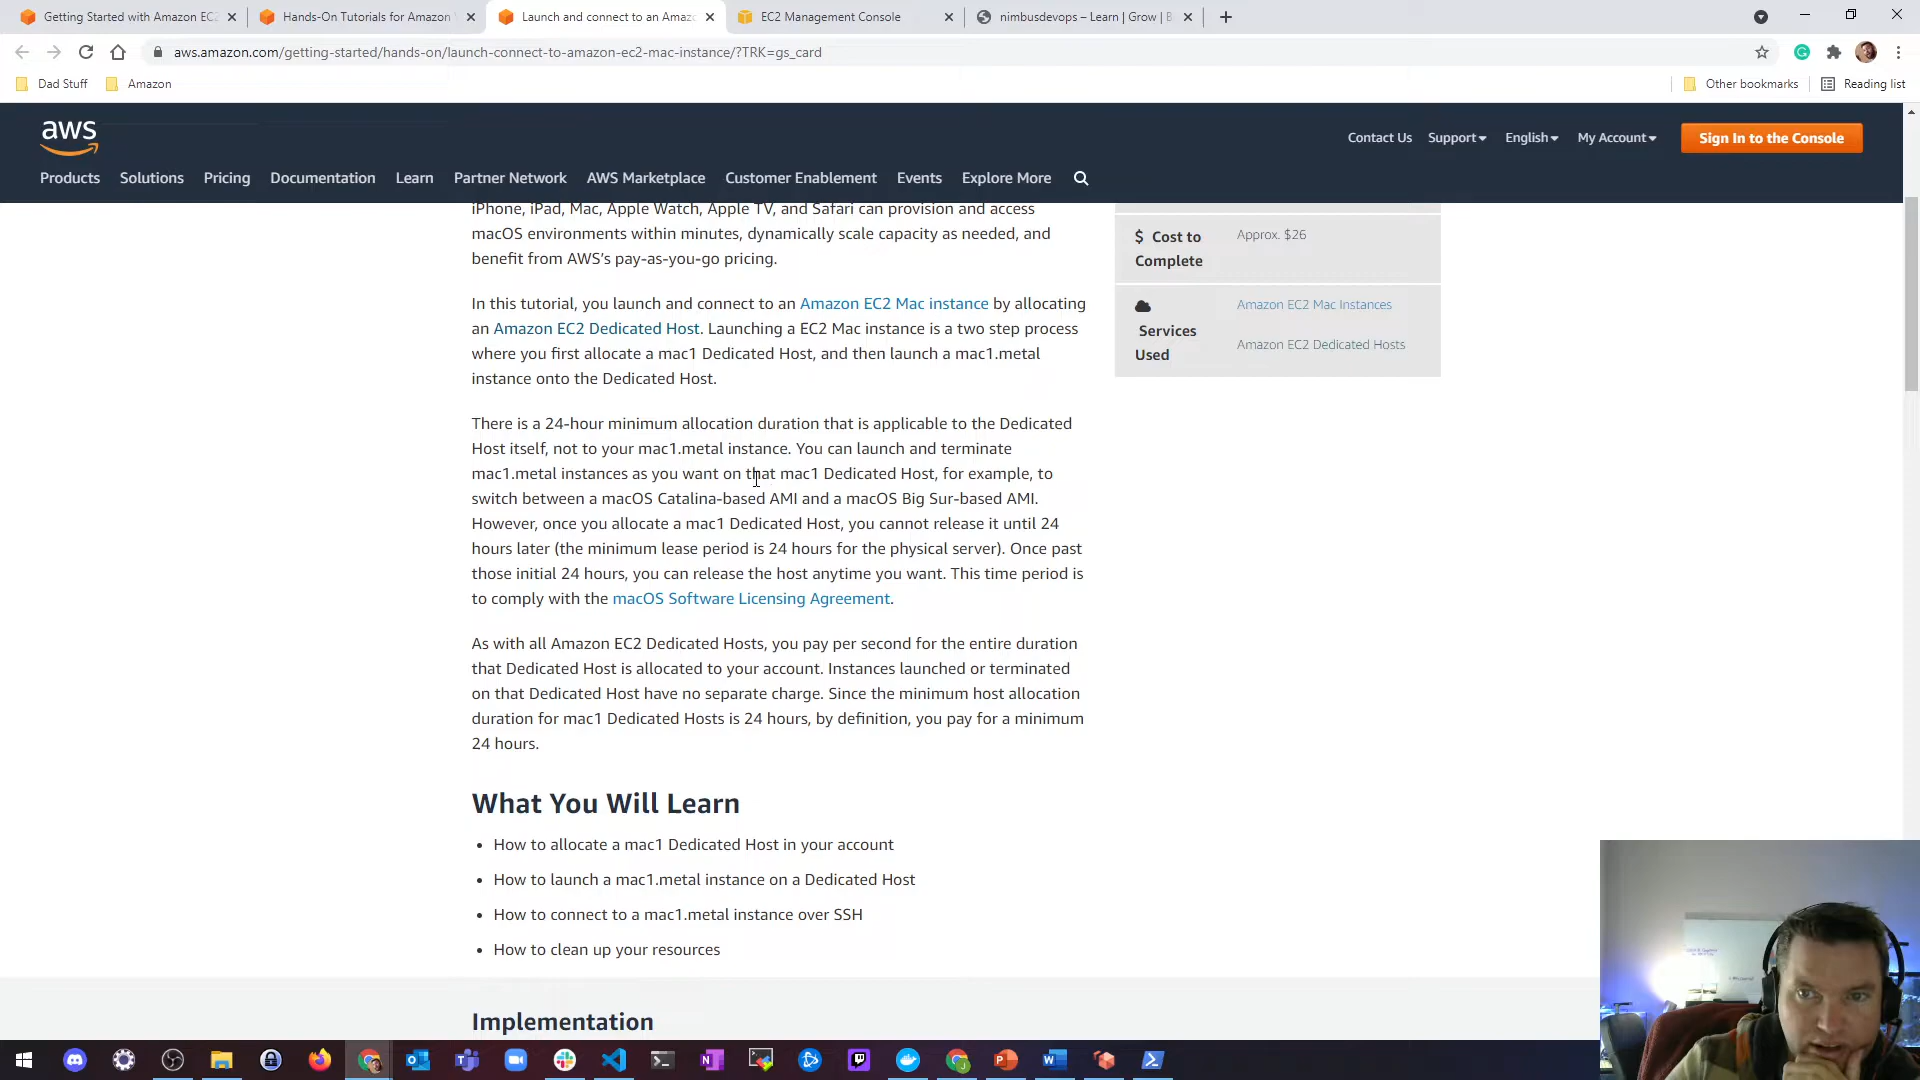 Getting Started with Amazon EC2
Hands-On Tutorials for Amazon
Launch and connect to an Amaz
EC2 Management Console
nimbusdevops – Learn | Grow | B
aws.amazon.com/getting-started/hands-on/launch-connect-to-amazon-ec2-mac-instance/?TRK=gs_card
Dad Stuff
Amazon
Other bookmarks
Reading list
aws
Contact Us
Support
English
My Account
Sign In to the Console
Products
Solutions
Pricing
Documentation
Learn
Partner Network
AWS Marketplace
Customer Enablement
Events
Explore More
iPhone, iPad, Mac, Apple Watch, Apple TV, and Safari can provision and access
macOS environments within minutes, dynamically scale capacity as needed, and
benefit from AWS's pay-as-you-go pricing.
In this tutorial, you launch and connect to an Amazon EC2 Mac instance by allocating
an Amazon EC2 Dedicated Host. Launching a EC2 Mac instance is a two step process
where you first allocate a mac1 Dedicated Host, and then launch a mac1.metal
instance onto the Dedicated Host.
There is a 24-hour minimum allocation duration that is applicable to the Dedicated
Host itself, not to your mac1.metal instance. You can launch and terminate
mac1.metal instances as you want on that mac1 Dedicated Host, for example, to
switch between a macOS Catalina-based AMI and a macOS Big Sur-based AMI.
However, once you allocate a mac1 Dedicated Host, you cannot release it until 24
hours later (the minimum lease period is 24 hours for the physical server). Once past
those initial 24 hours, you can release the host anytime you want. This time period is
to comply with the macOS Software Licensing Agreement.
As with all Amazon EC2 Dedicated Hosts, you pay per second for the entire duration
that Dedicated Host is allocated to your account. Instances launched or terminated
on that Dedicated Host have no separate charge. Since the minimum host allocation
duration for mac1 Dedicated Hosts is 24 hours, by definition, you pay for a minimum
24 hours.
What You Will Learn
• How to allocate a mac1 Dedicated Host in your account
• How to launch a mac1.metal instance on a Dedicated Host
• How to connect to a mac1.metal instance over SSH
• How to clean up your resources
Implementation
$ Cost to
Complete
Approx. $26
Services
Used
Amazon EC2 Mac Instances
Amazon EC2 Dedicated Hosts